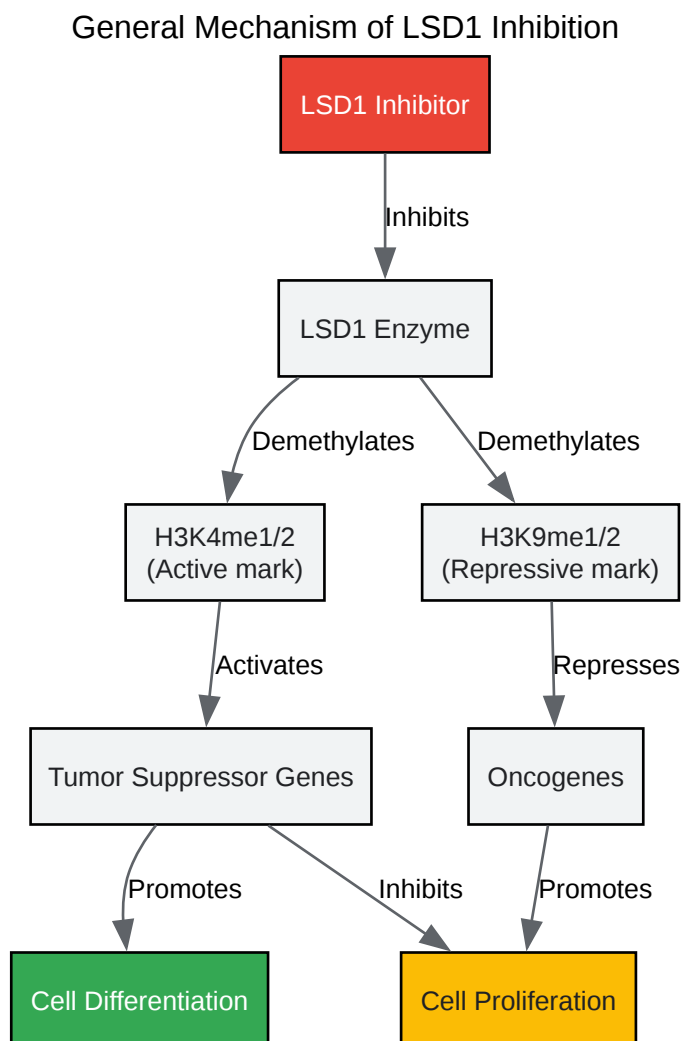 General Mechanism of LSD1 Inhibition
LSD1 Inhibitor
Inhibits
LSD1 Enzyme
Demethylates
Demethylates
H3K4me1/2
(Active mark)
H3K9me1/2
(Repressive mark)
Activates
Represses
Tumor Suppressor Genes
Oncogenes
Promotes
Inhibits
Promotes
Cell Differentiation
Cell Proliferation